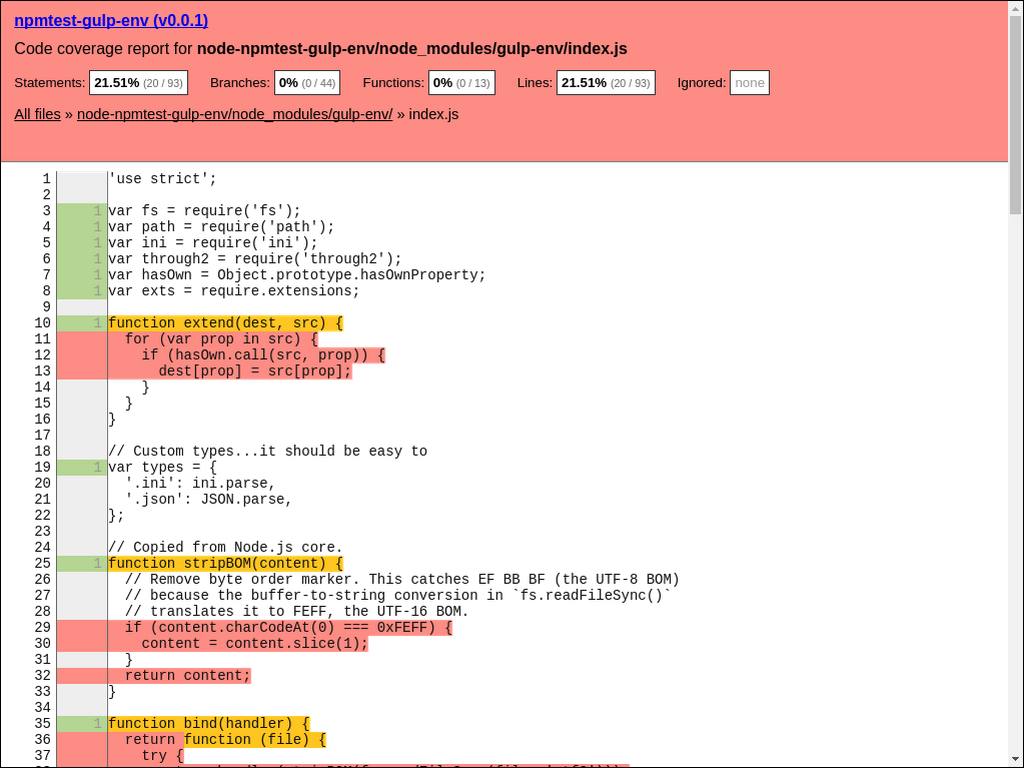 npmtest-gulp-env (v0.0.1)
Code coverage report for node-npmtest-gulp-env/node_modules/gulp-env/index.js
Statements: 21.51% (20 / 93) Branches: 0% (0 / 44) Functions: 0% (0 / 13) Lines: 21.51% (20 / 93) Ignored: none
All files » node-npmtest-gulp-env/node_modules/gulp-env/ » index.js
1 'use strict';
2
3 1 var fs = require('fs');
4 1 var path = require('path');
5 1 var ini = require('ini');
6 1 var through2 = require('through2');
7 1 var hasOwn = Object.prototype.hasOwnProperty;
8 1 var exts = require.extensions;
9
10 1 function extend(dest, src) {
11 for (var prop in src) {
12 if (hasOwn.call(src, prop)) {
13 dest[prop] = src[prop];
14 }
15 }
16 }
17
18 // Custom types...it should be easy to
19 1 var types = {
20 '.ini': ini.parse,
21 '.json': JSON.parse,
22 };
23
24 // Copied from Node.js core.
25 1 function stripBOM(content) {
26 // Remove byte order marker. This catches EF BB BF (the UTF-8 BOM)
27 // because the buffer-to-string conversion in `fs.readFileSync()`
28 // translates it to FEFF, the UTF-16 BOM.
29 if (content.charCodeAt(0) === 0xFEFF) {
30 content = content.slice(1);
31 }
32 return content;
33 }
34
35 1 function bind(handler) {
36 return function (file) {
37 try {